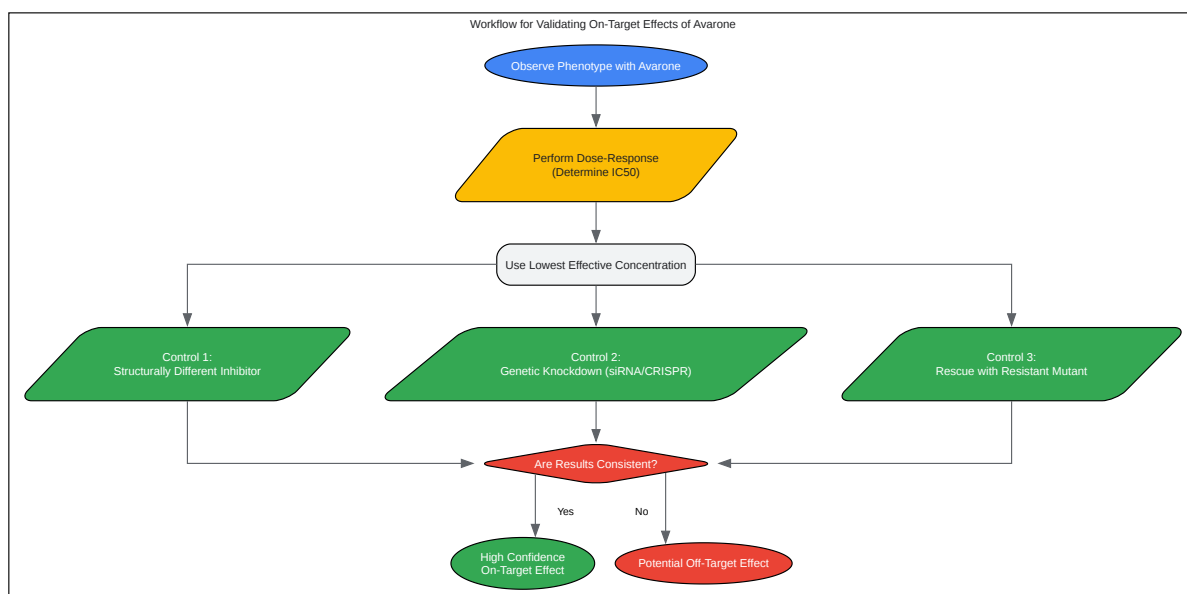 Workflow for Validating On-Target Effects of Avarone
Observe Phenotype with Avarone
Perform Dose-Response
(Determine IC50)
Use Lowest Effective Concentration
Control 1:
Structurally Different Inhibitor
Control 2:
Genetic Knockdown (siRNA/CRISPR)
Control 3:
Rescue with Resistant Mutant
Are Results Consistent?
Yes
No
High Confidence
On-Target Effect
Potential Off-Target Effect